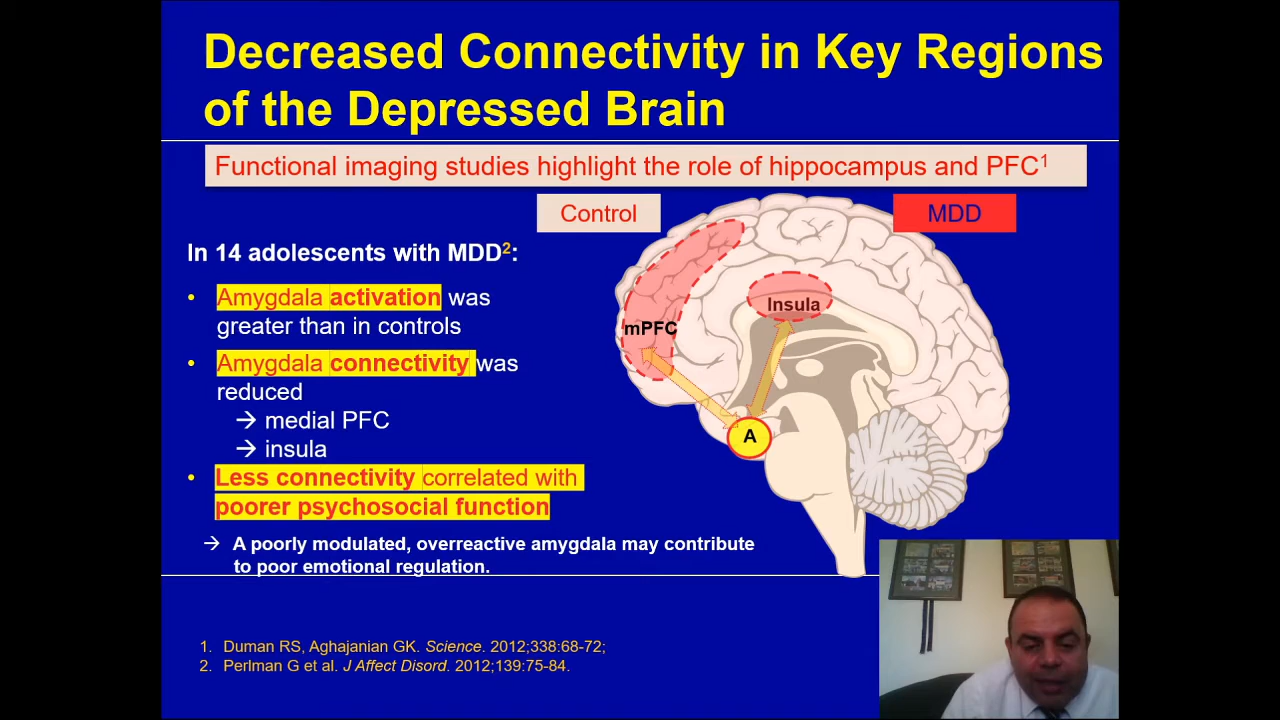 Decreased Connectivity in Key Regions
of the Depressed Brain
Functional imaging studies highlight the role of hippocampus and PFC1
Control
MDD
In 14 adolescents with MDD2:
• Amygdala activation was
greater than in controls
• Amygdala connectivity was
reduced
→ medial PFC
→ insula
• Less connectivity correlated with
poorer psychosocial function
→ A poorly modulated, overreactive amygdala may contribute
to poor emotional regulation.
mPFC
Insula
A
1. Duman RS, Aghajanian GK. Science. 2012;338:68-72;
2. Perlman G et al. J Affect Disord. 2012;139:75-84.